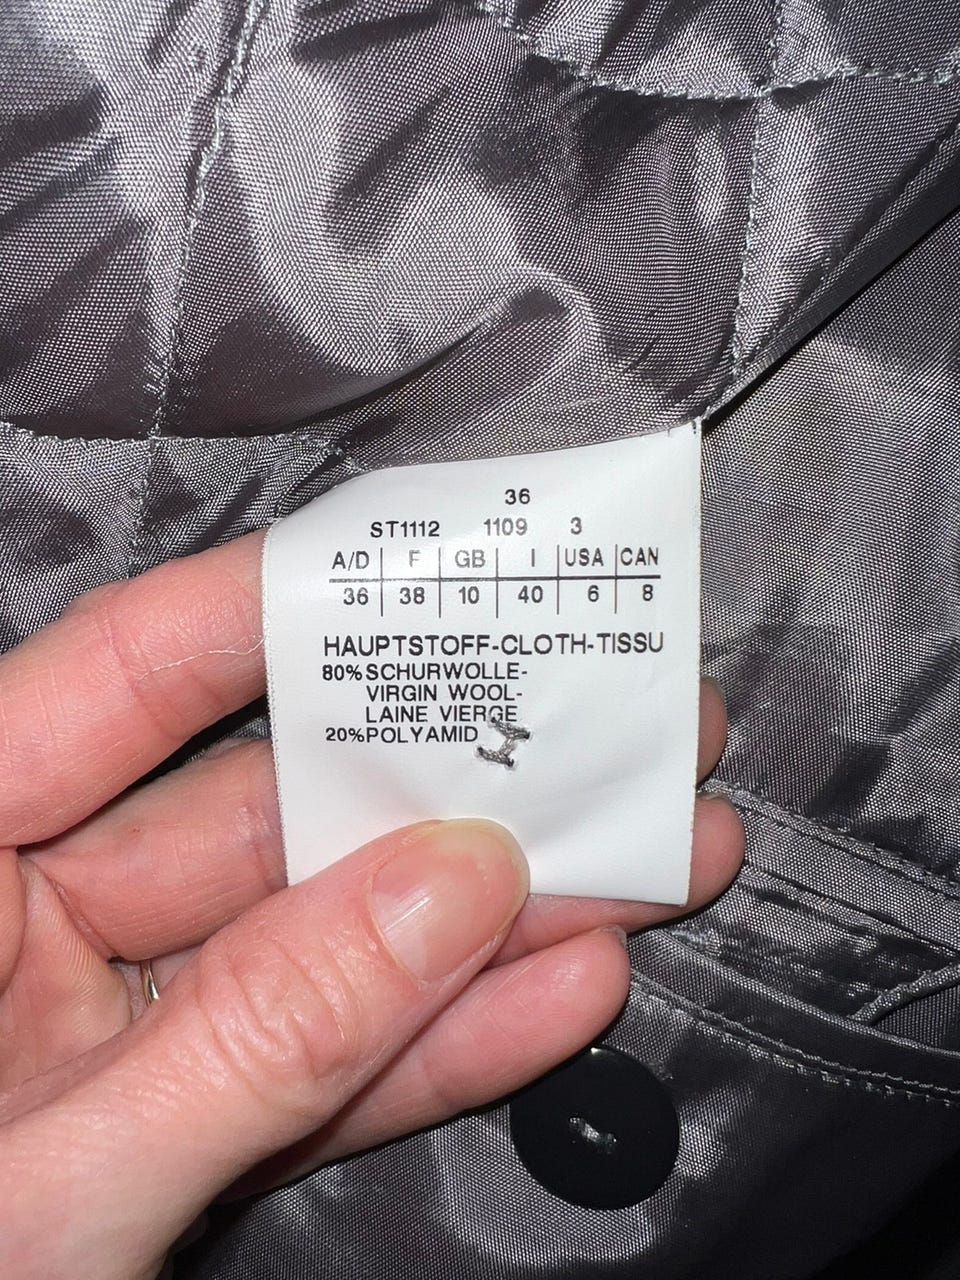 36
ST1112 1109 3
A/D F GB I USA CAN
36 38 10 40 6 8
HAUPTSTOFF-CLOTH-TISSU
80% SCHURWOLLE-
VIRGIN WOOL-
LAINE VIERGE
20% POLYAMID